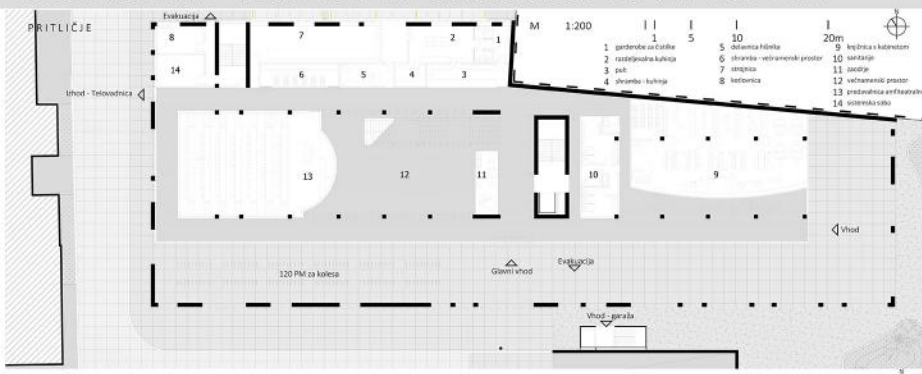 PRITLIČJE
Evakuacija
M 1:200
1 5 10 20m
1 garderobe za čistilke
2 razdeljevalna kuhinja
3 pult
4 shramba - kuhinja
5 delavnica hišnika
6 shramba - večnamenski prostor
7 strojnica
8 kotlovnica
9 knjižnica s kabinetom
10 sanitarije
11 zaodrje
12 večnamenski prostor
13 predavalnica amfiteatralna
14 sistemska soba
N
8
7
2
1
14
6
5
4
3
Izhod - Telovadnica
13
12
11
10
9
Vhod
120 PM za kolesa
Glavni vhod
Evakuacija
Vhod - garaža
N